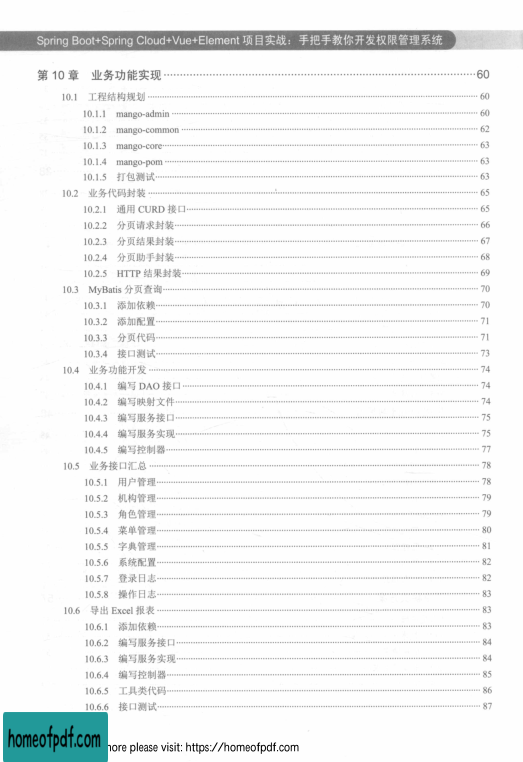 Spring Boot+Spring Cloud+Vue+Element 项目实战：手把手教你开发权限管理系统
第 10 章 业务功能实现 60
10.1 工程结构规划 60
10.1.1 mango-admin 60
10.1.2 mango-common 62
10.1.3 mango-core 63
10.1.4 mango-pom 63
10.1.5 打包测试 63
10.2 业务代码封装 65
10.2.1 通用 CURD 接口 65
10.2.2 分页请求封装 66
10.2.3 分页结果封装 67
10.2.4 分页助手封装 68
10.2.5 HTTP 结果封装 69
10.3 MyBatis 分页查询 70
10.3.1 添加依赖 70
10.3.2 添加配置 71
10.3.3 分页代码 71
10.3.4 接口测试 73
10.4 业务功能开发 74
10.4.1 编写 DAO 接口 74
10.4.2 编写映射文件 74
10.4.3 编写服务接口 75
10.4.4 编写服务实现 75
10.4.5 编写控制器 77
10.5 业务接口汇总 78
10.5.1 用户管理 78
10.5.2 机构管理 79
10.5.3 角色管理 79
10.5.4 菜单管理 80
10.5.5 字典管理 81
10.5.6 系统配置 82
10.5.7 登录日志 82
10.5.8 操作日志 83
10.6 导出 Excel 报表 83
10.6.1 添加依赖 83
10.6.2 编写服务接口 84
10.6.3 编写服务实现 84
10.6.4 编写控制器 85
10.6.5 工具类代码 86
10.6.6 接口测试 87
homeofpdf.com
more please visit: https://homeofpdf.com